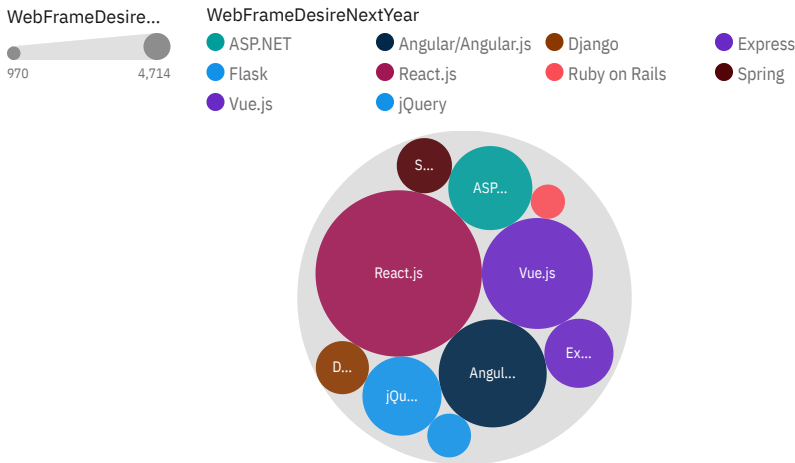 WebFrameDesire...
970
4,714
WebFrameDesireNextYear
ASP.NET
Angular/Angular.js
Django
Express
Flask
React.js
Ruby on Rails
Spring
Vue.js
jQuery
S...
ASP...
React.js
Vue.js
D...
Angul...
Ex...
jQu...